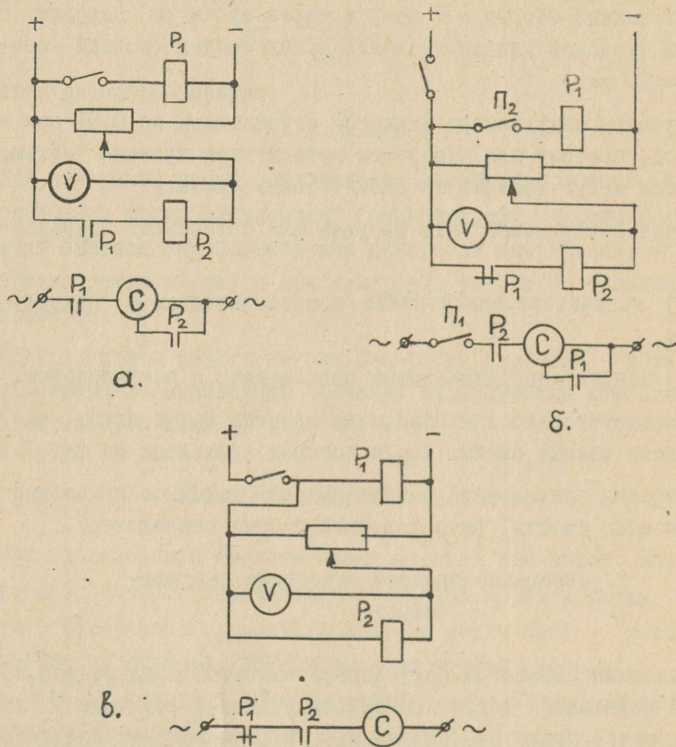 + −
P₁
V
P₁ P₂
~ P₁ C ~
P₂
а.
+ −
П₂ P₁
V
P₁ P₂
~ П₁ P₂ C ~
P₁
б.
+ −
P₁
V
P₂
в.
~ P₁ P₂ C ~